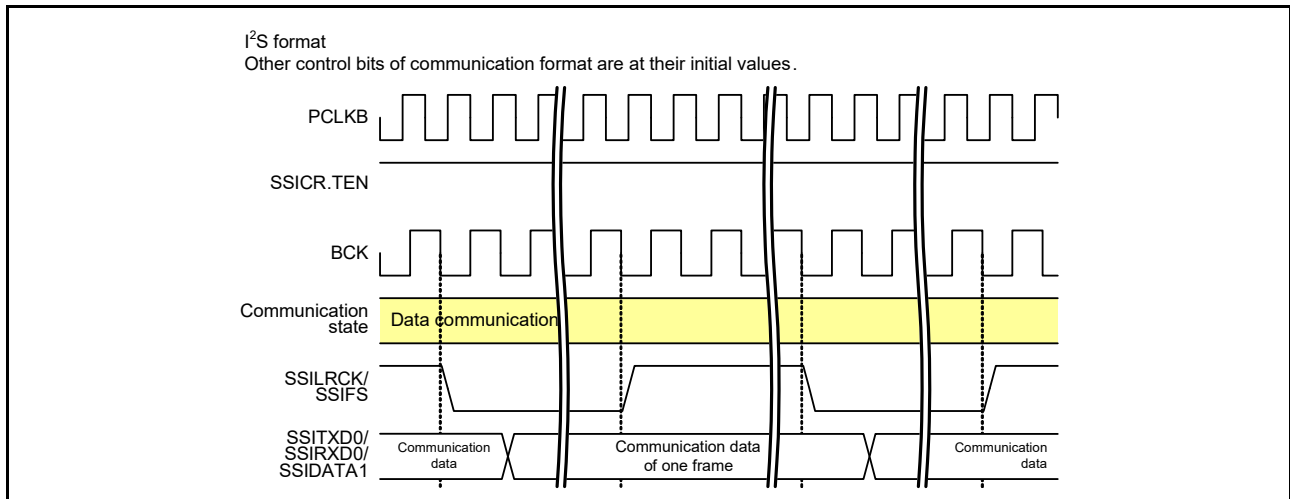 I²S format
Other control bits of communication format are at their initial values.
PCLKB
SSICR.TEN
BCK
Communication
state
Data communication
SSILRCK/
SSIFS
SSITXD0/
SSIRXD0/
SSIDATA1
Communication
data
Communication data
of one frame
Communication
data